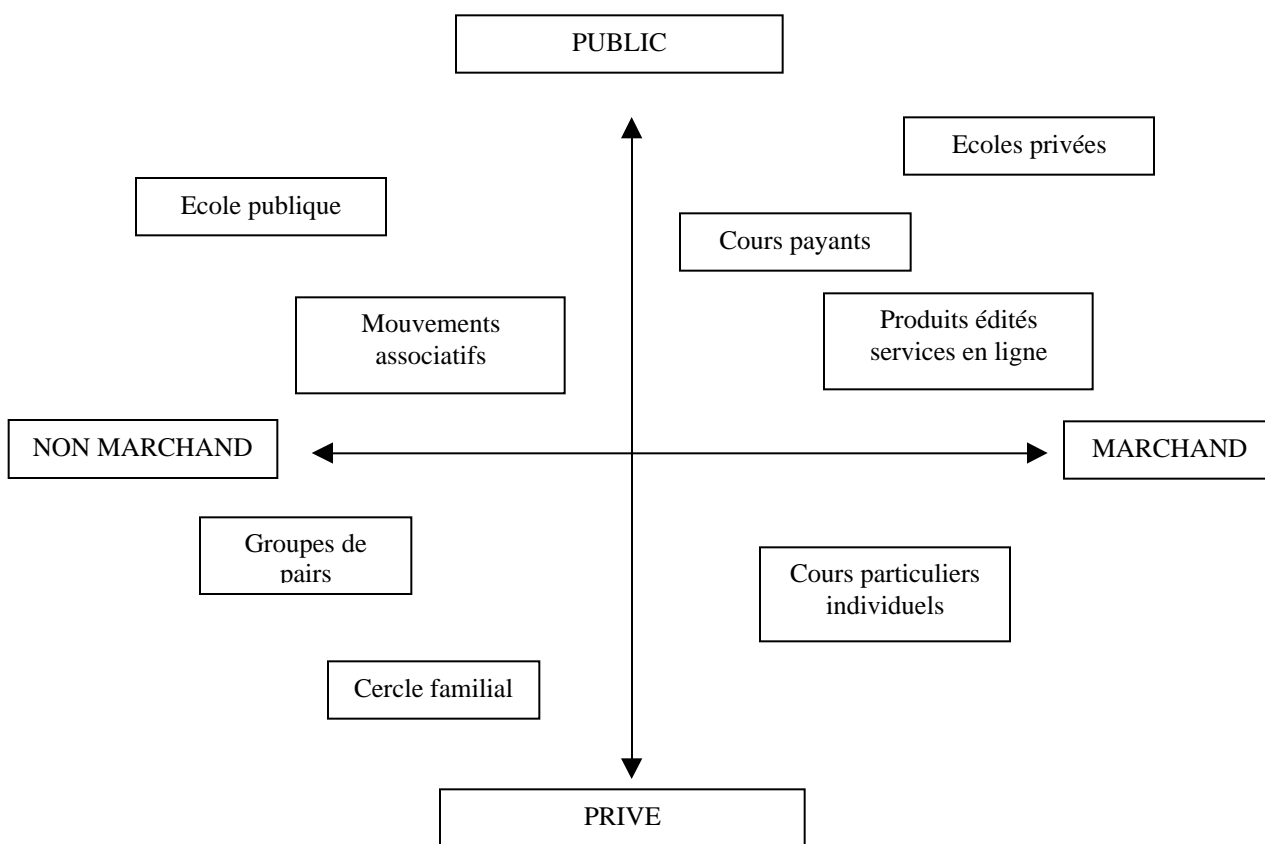 PUBLIC
Ecoles privées
Ecole publique
Cours payants
Mouvements
associatifs
Produits édités
services en ligne
NON MARCHAND
MARCHAND
Groupes de
pairs
Cours particuliers
individuels
Cercle familial
PRIVE